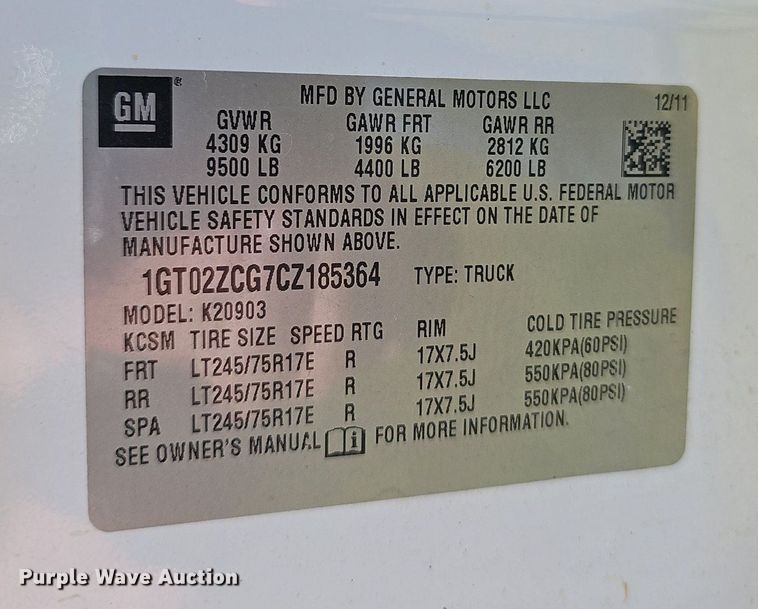 GM ®
MFD BY GENERAL MOTORS LLC 12/11
GVWR GAWR FRT GAWR RR
4309 KG 1996 KG 2812 KG
9500 LB 4400 LB 6200 LB
THIS VEHICLE CONFORMS TO ALL APPLICABLE U.S. FEDERAL MOTOR
VEHICLE SAFETY STANDARDS IN EFFECT ON THE DATE OF
MANUFACTURE SHOWN ABOVE.
1GT02ZCG7CZ185364 TYPE: TRUCK
MODEL: K20903
KCSM TIRE SIZE SPEED RTG RIM COLD TIRE PRESSURE
FRT LT245/75R17E R 17X7.5J 420KPA(60PSI)
RR LT245/75R17E R 17X7.5J 550KPA(80PSI)
SPA LT245/75R17E R 17X7.5J 550KPA(80PSI)
SEE OWNER'S MANUAL i FOR MORE INFORMATION.
Purple Wave Auction